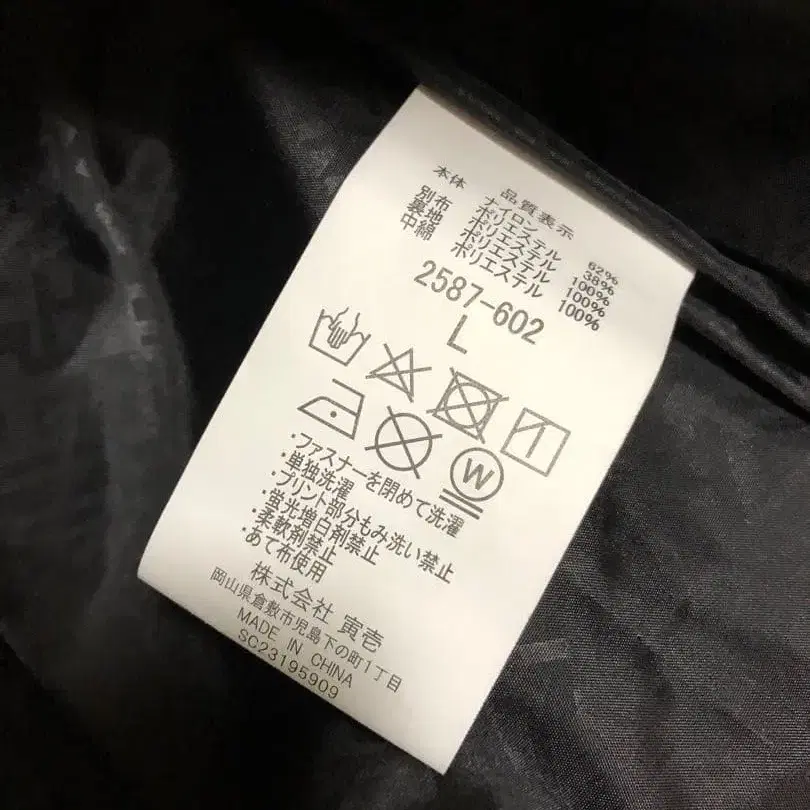 品質表示
本体 ナイロン 62%
ポリエステル 38%
別布 ポリエステル 100%
裏地 ポリエステル 100%
中綿 ポリエステル 100%
2587-602
L
W
・ファスナーを閉めて洗濯
・単独洗濯
・プリント部分もみ洗い禁止
・蛍光増白剤禁止
・柔軟剤禁止
・あて布使用
株式会社 寅壱
岡山県倉敷市児島下の町1丁目
MADE IN CHINA
SC23195909